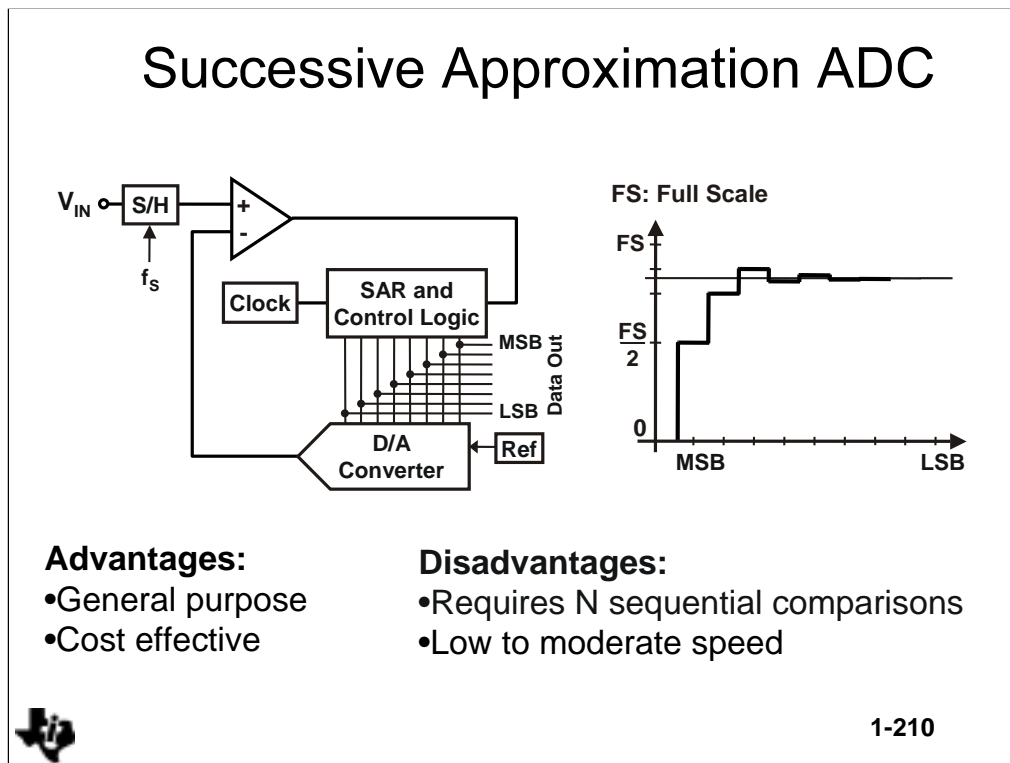 Successive Approximation ADC
V_IN
S/H
+
-
f_S
Clock
SAR and
Control Logic
MSB
LSB
Data Out
D/A
Converter
Ref
FS: Full Scale
FS
FS
2
0
MSB
LSB
Advantages:
•General purpose
•Cost effective
Disadvantages:
•Requires N sequential comparisons
•Low to moderate speed
1-210